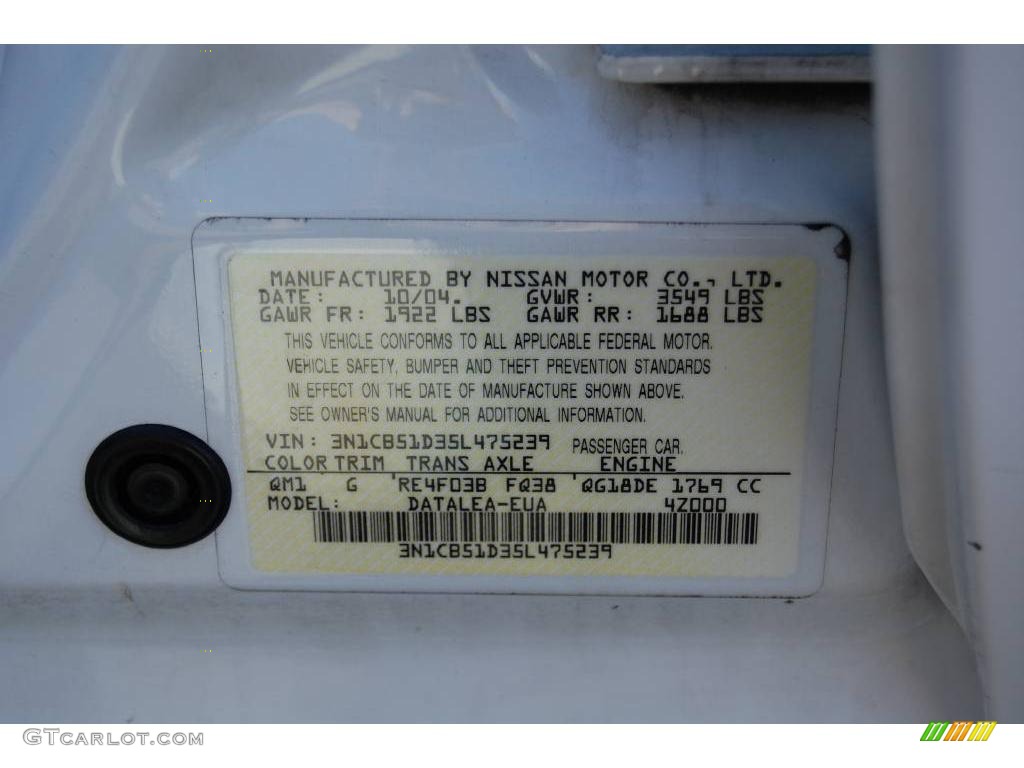 MANUFACTURED BY NISSAN MOTOR CO., LTD.
DATE: 10/04. GVWR: 3549 LBS
GAWR FR: 1922 LBS GAWR RR: 1688 LBS
THIS VEHICLE CONFORMS TO ALL APPLICABLE FEDERAL MOTOR.
VEHICLE SAFETY, BUMPER AND THEFT PREVENTION STANDARDS
IN EFFECT ON THE DATE OF MANUFACTURE SHOWN ABOVE.
SEE OWNER'S MANUAL FOR ADDITIONAL INFORMATION.
VIN: 3N1CB51D35L475239 PASSENGER CAR.
COLOR TRIM TRANS AXLE ENGINE
QM1 G 'RE4F03B FQ38 'QG18DE 1769 CC
MODEL: DATALEA-EUA 4Z000
3N1CB51D35L475239
GTCARLOT.COM